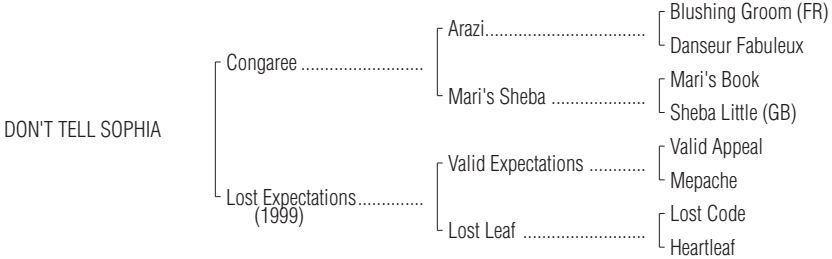 Blushing Groom (FR)
Arazi
Danseur Fabuleux
Congaree
Mari's Book
Mari's Sheba
Sheba Little (GB)
DON'T TELL SOPHIA
Valid Appeal
Valid Expectations
Mepache
Lost Expectations
(1999)
Lost Code
Lost Leaf
Heartleaf